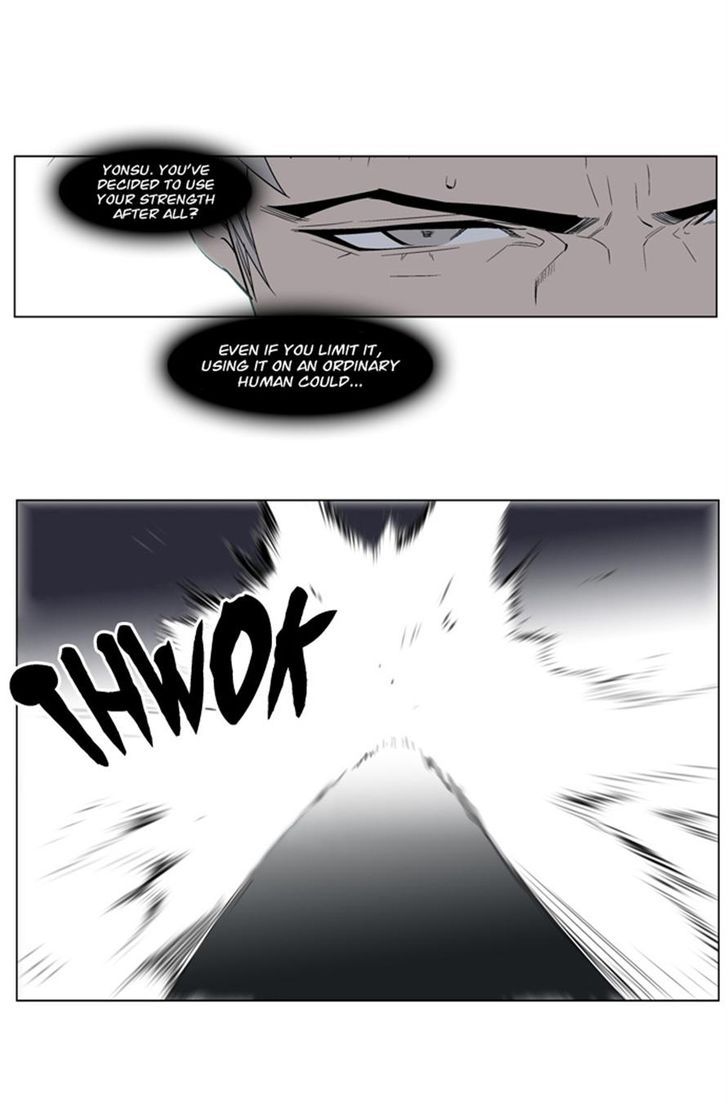 YONSU. YOU'VE
DECIDED TO USE
YOUR STRENGTH
AFTER ALL?
EVEN IF YOU LIMIT IT,
USING IT ON AN ORDINARY
HUMAN COULD...
THWOK